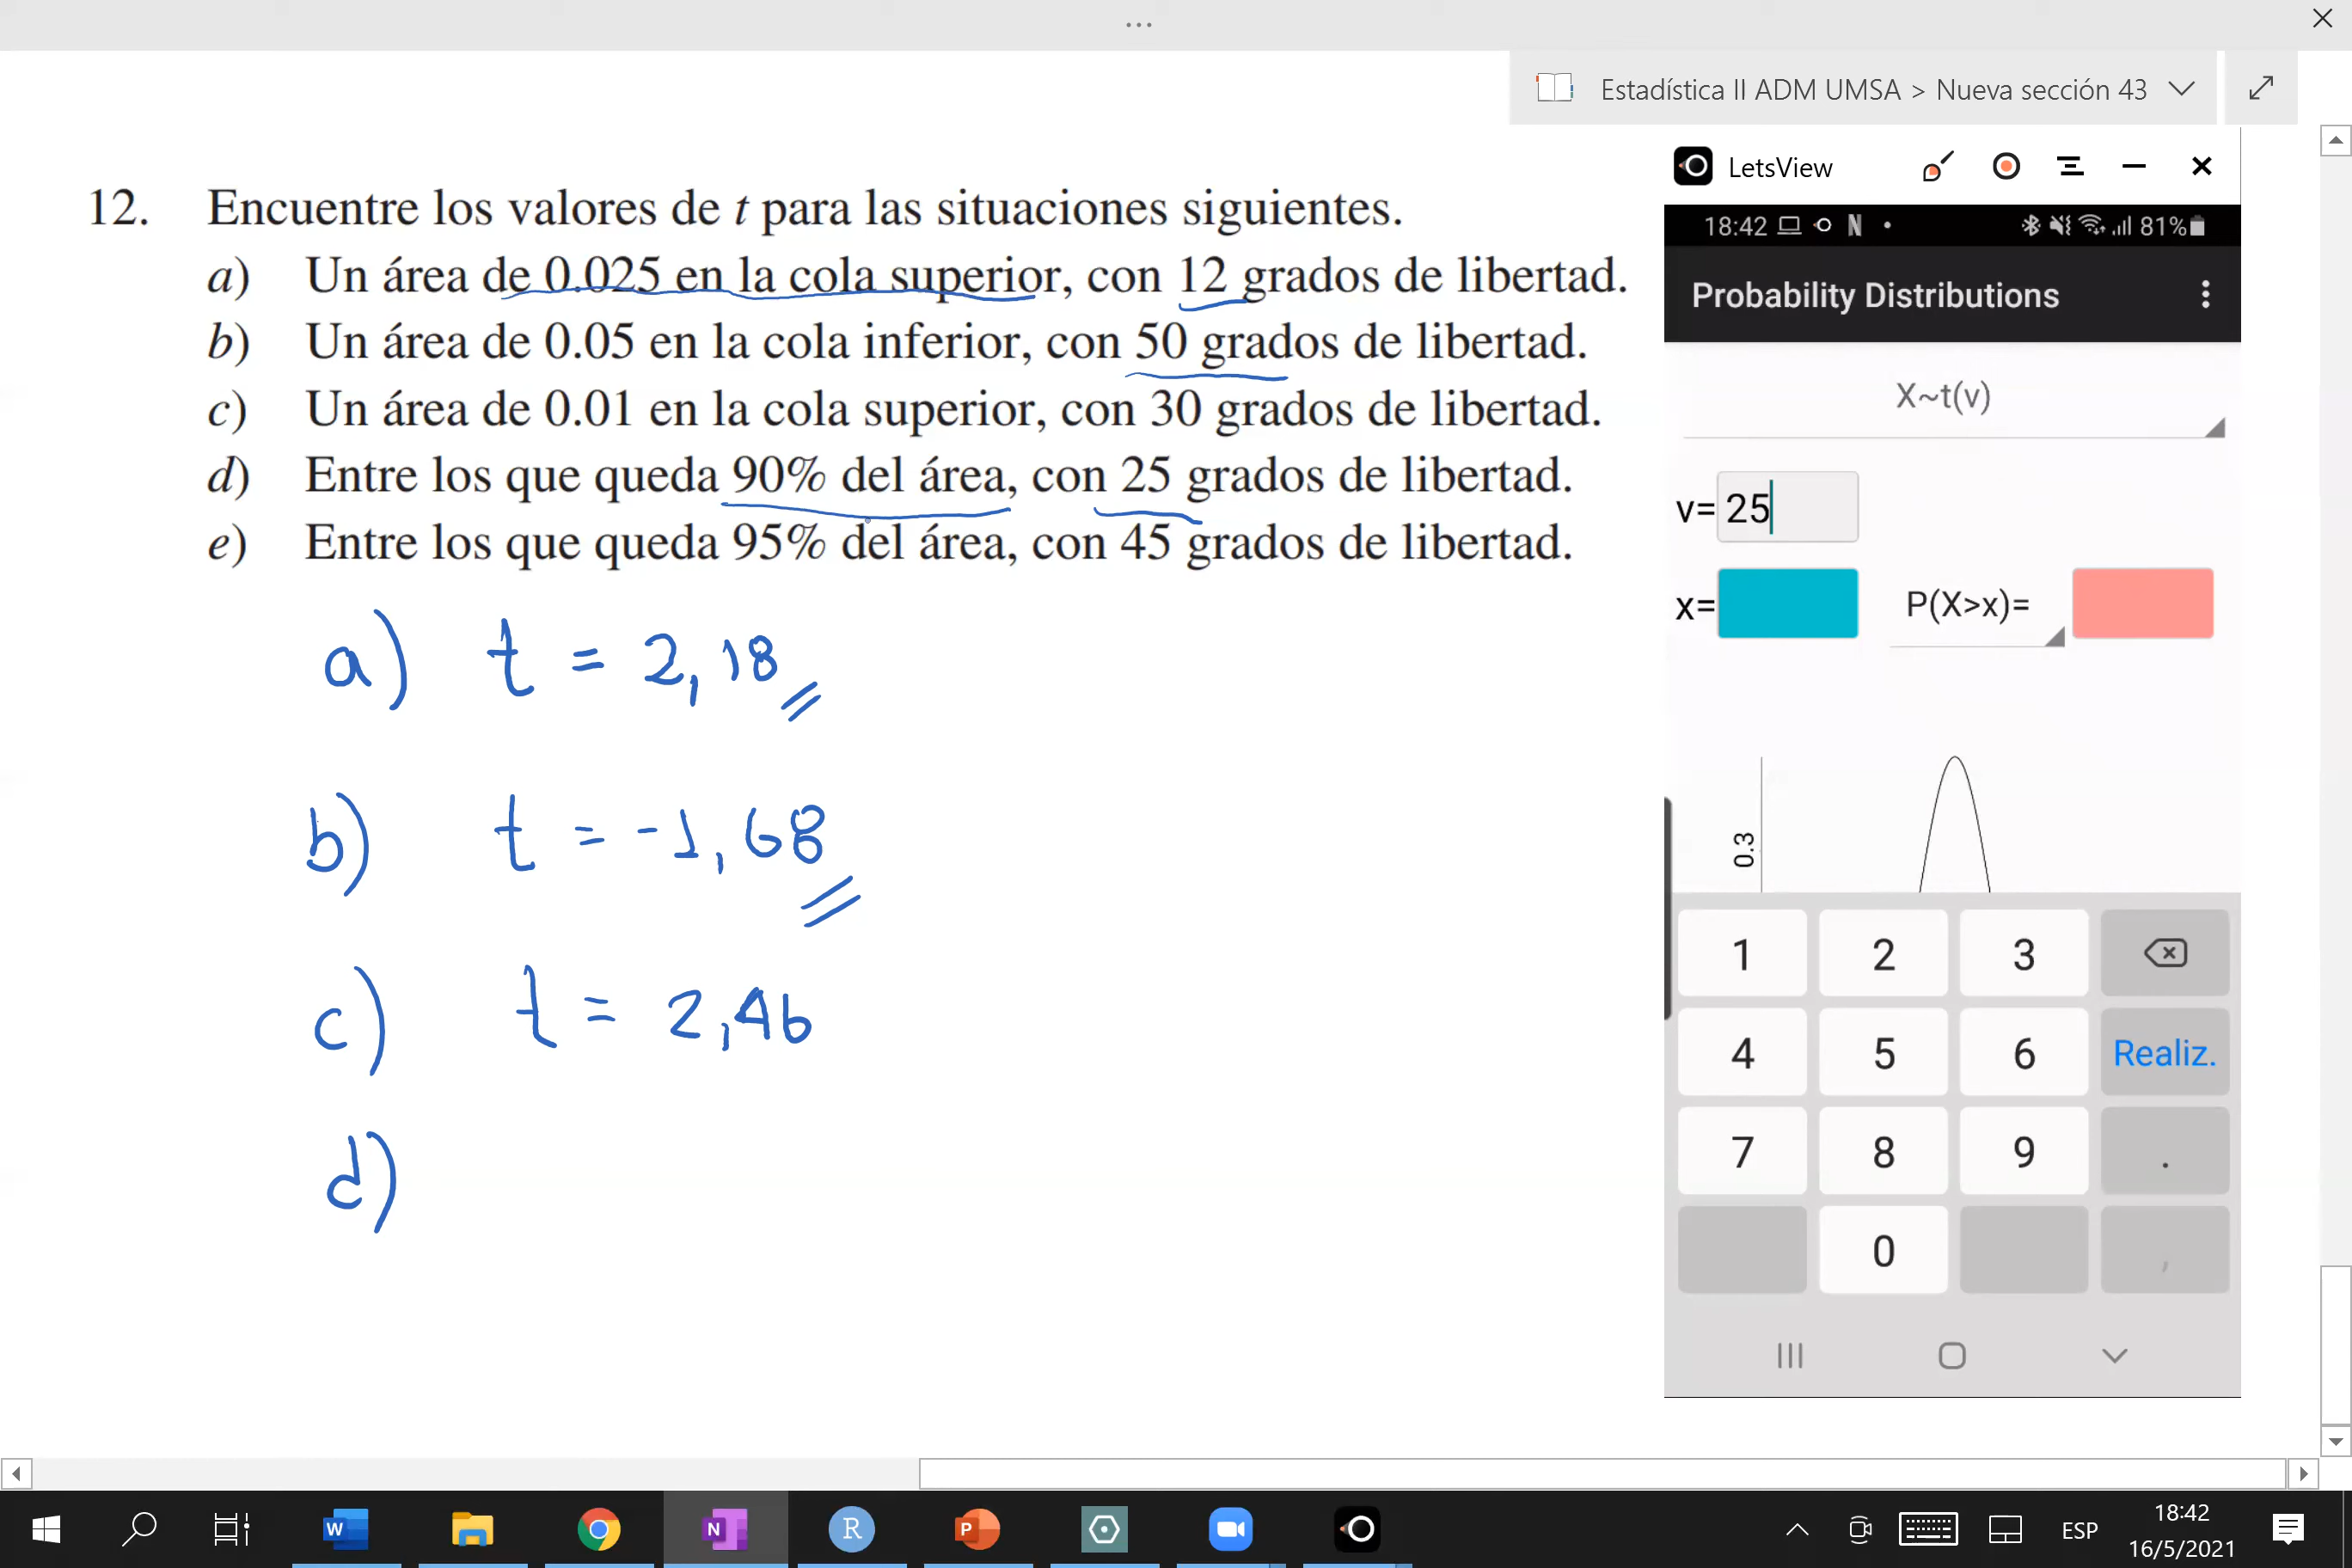 Estadística II ADM UMSA > Nueva sección 43
LetsView
12. Encuentre los valores de t para las situaciones siguientes.
a) Un área de 0.025 en la cola superior, con 12 grados de libertad.
b) Un área de 0.05 en la cola inferior, con 50 grados de libertad.
c) Un área de 0.01 en la cola superior, con 30 grados de libertad.
d) Entre los que queda 90% del área, con 25 grados de libertad.
e) Entre los que queda 95% del área, con 45 grados de libertad.
a) t = 2,18
b) t = -1,68
c) t = 2,46
d)
18:42 N 81%
Probability Distributions
X~t(v)
v= 25
x= P(X>x)=
0.3
1 2 3
4 5 6 Realiz.
7 8 9 .
0 ,
W N R P ESP 18:42
16/5/2021